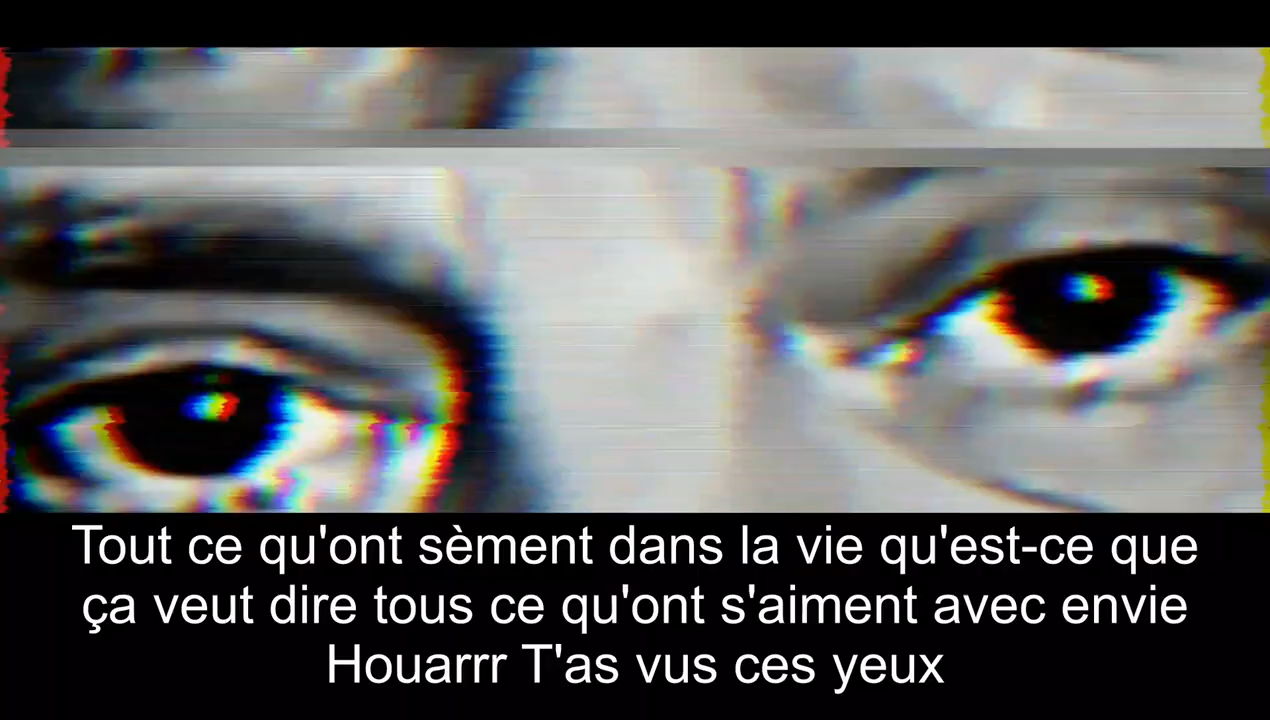 Tout ce qu'ont sèment dans la vie qu'est-ce que
ça veut dire tous ce qu'ont s'aiment avec envie
Houarrr T'as vus ces yeux